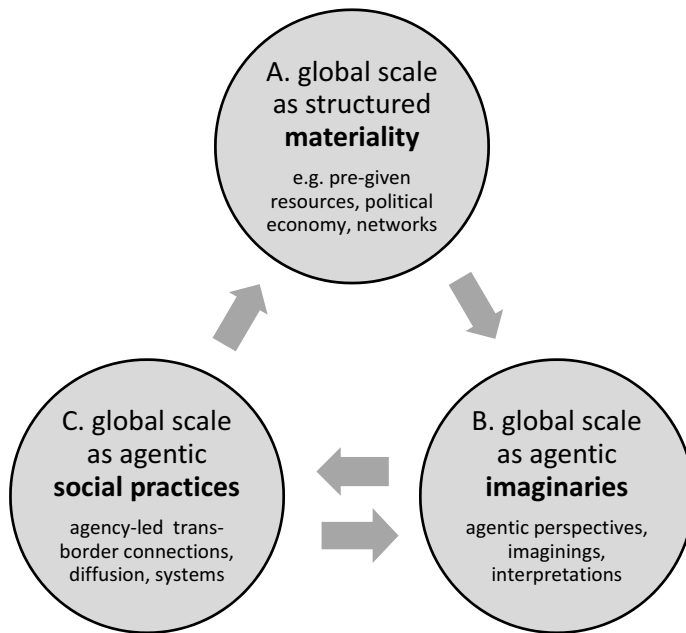 A. global scale
as structured
materiality
e.g. pre-given
resources, political
economy, networks
C. global scale
as agentic
social practices
agency-led trans-
border connections,
diffusion, systems
B. global scale
as agentic
imaginaries
agentic perspectives,
imaginings,
interpretations